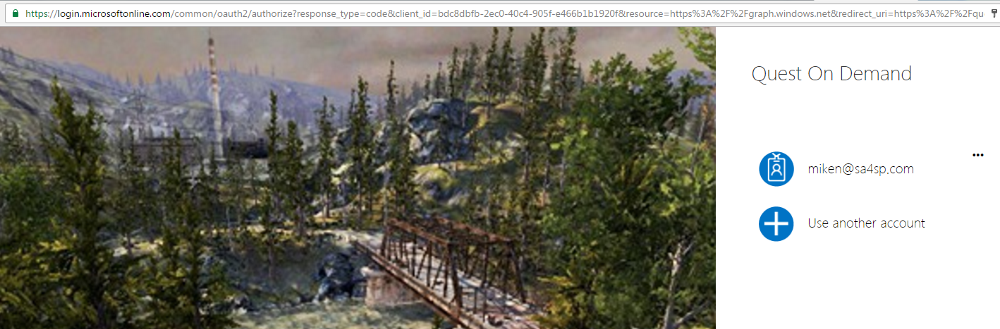 https://login.microsoftonline.com/common/oauth2/authorize?response_type=code&client_id=bdc8dbfb-2ec0-40c4-905f-e466b1b1920f&resource=https%3A%2F%2Fgraph.windows.net&redirect_uri=https%3A%2F%2Fqu
Quest On Demand
miken@sa4sp.com
Use another account